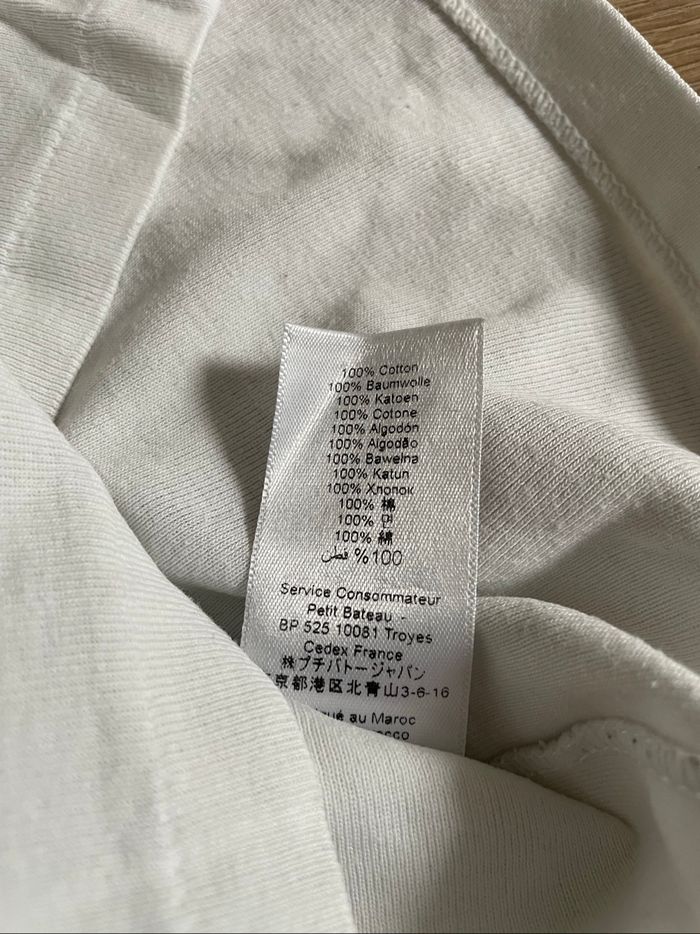 100% Cotton
100% Baumwolle
100% Katoen
100% Cotone
100% Algodón
100% Algodão
100% Bawełna
100% Katun
100% Хлопок
100% 棉
100% 면
100% 綿
100% قطن
Service Consommateur
Petit Bateau -
BP 525 10081 Troyes
Cedex France
株プチバトージャパン
京都港区北青山3-6-16
au Maroc